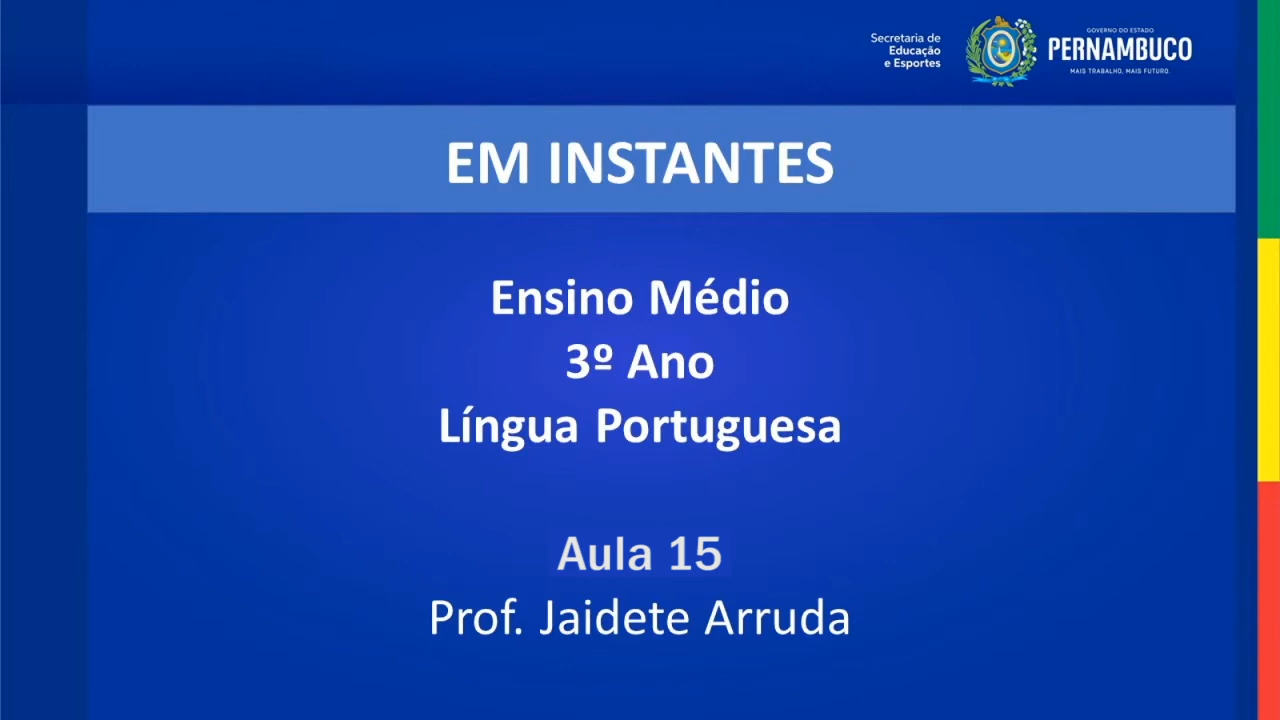 Secretaria de
Educação
e Esportes
GOVERNO DO ESTADO
PERNAMBUCO
MAIS TRABALHO, MAIS FUTURO.
EM INSTANTES
Ensino Médio
3º Ano
Língua Portuguesa
Aula 15
Prof. Jaidete Arruda